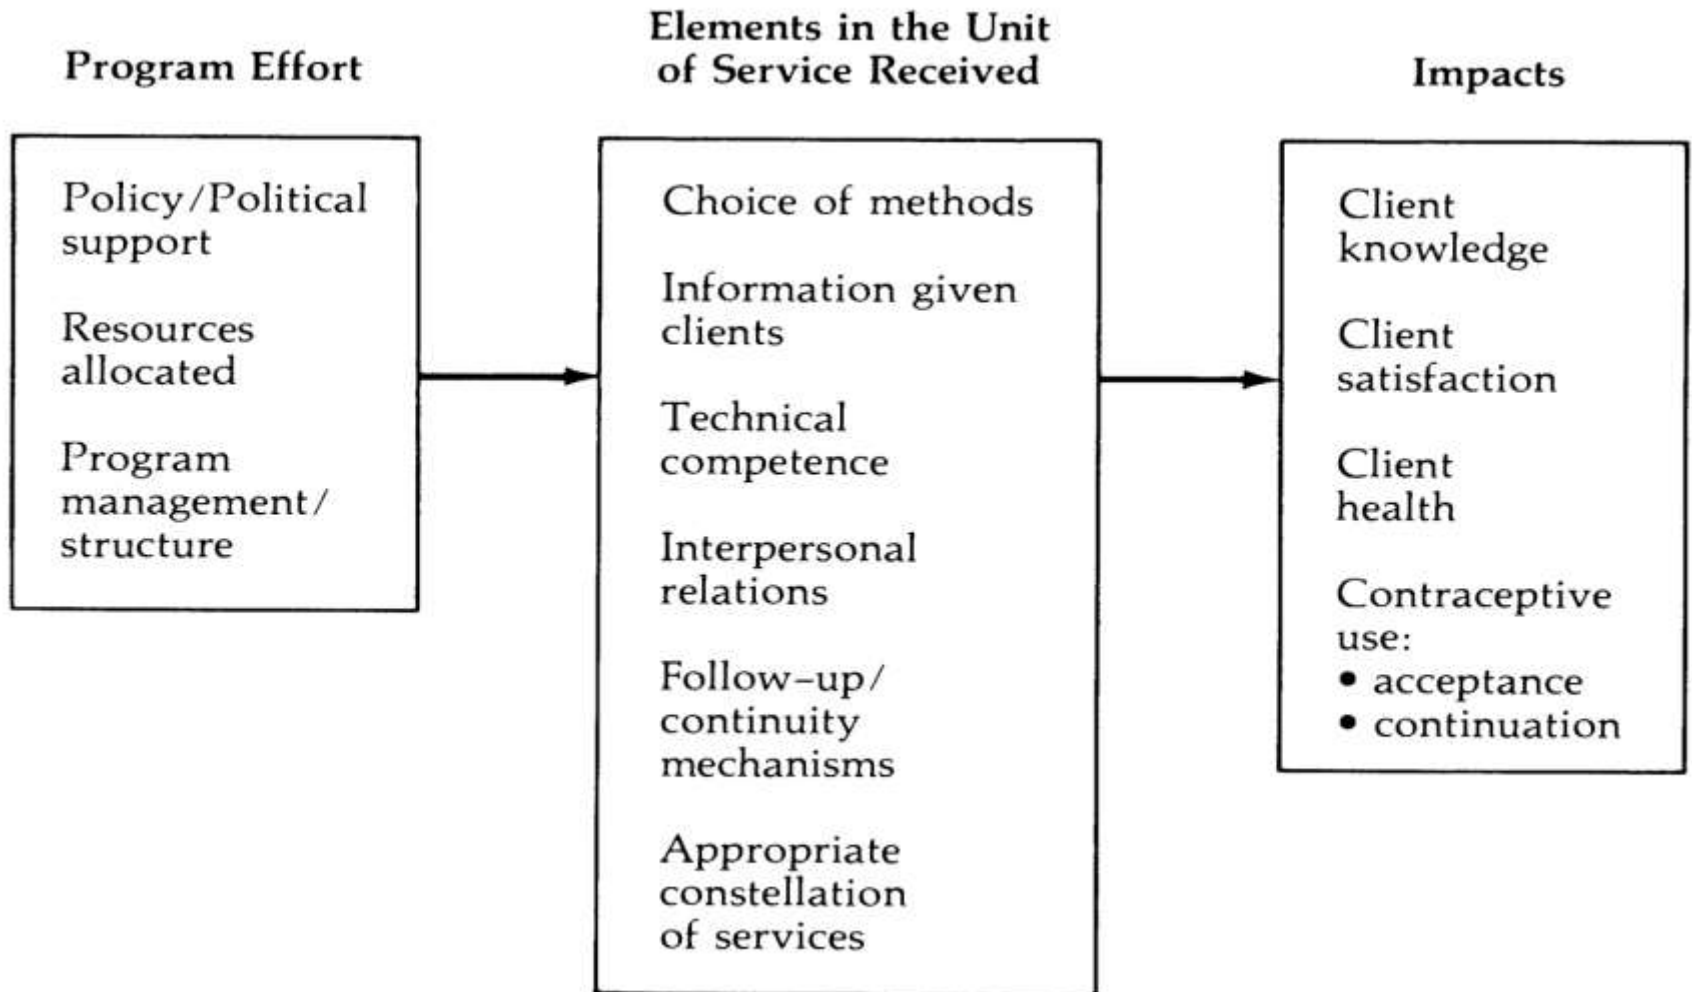 Program Effort
Policy/Political
support
Resources
allocated
Program
management/
structure
Elements in the Unit
of Service Received
Choice of methods
Information given
clients
Technical
competence
Interpersonal
relations
Follow-up/
continuity
mechanisms
Appropriate
constellation
of services
Impacts
Client
knowledge
Client
satisfaction
Client
health
Contraceptive
use:
• acceptance
• continuation